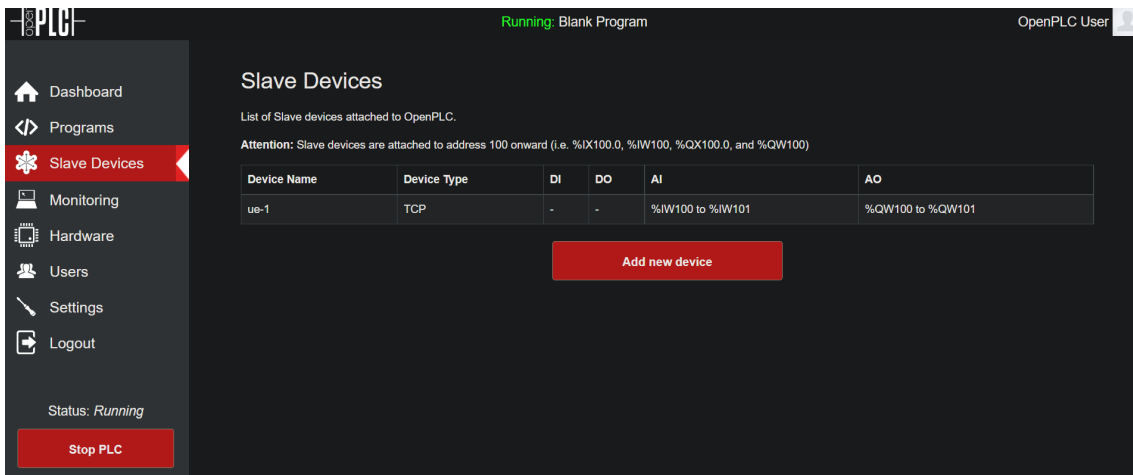 open PLC
Running: Blank Program
OpenPLC User
Dashboard
Programs
Slave Devices
Monitoring
Hardware
Users
Settings
Logout
Status: Running
Stop PLC
Slave Devices
List of Slave devices attached to OpenPLC.
Attention: Slave devices are attached to address 100 onward (i.e. %IX100.0, %IW100, %QX100.0, and %QW100)
Device Name Device Type DI DO AI AO
ue-1 TCP - - %IW100 to %IW101 %QW100 to %QW101
Add new device